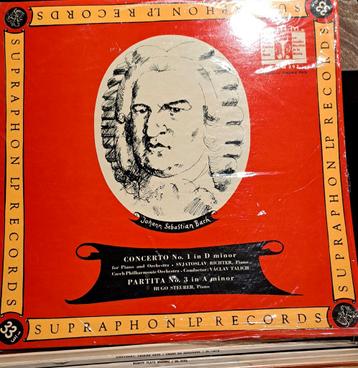 SUPRAPHON LP RECORDS
SUPRAPHON LP RECORDS
SUPRAPHON LP RECORDS
Johann Sebastian Bach
CONCERTO No. 1 in D minor
for Piano and Orchestra • SVJATOSLAV RICHTER, Piano
Czech Philharmonic Orchestra • Conductor: VÁCLAV TALICH
PARTITA No. 3 in A minor
HUGO STEURER, Piano
33
33
SUPRAPHON LP RECORDS